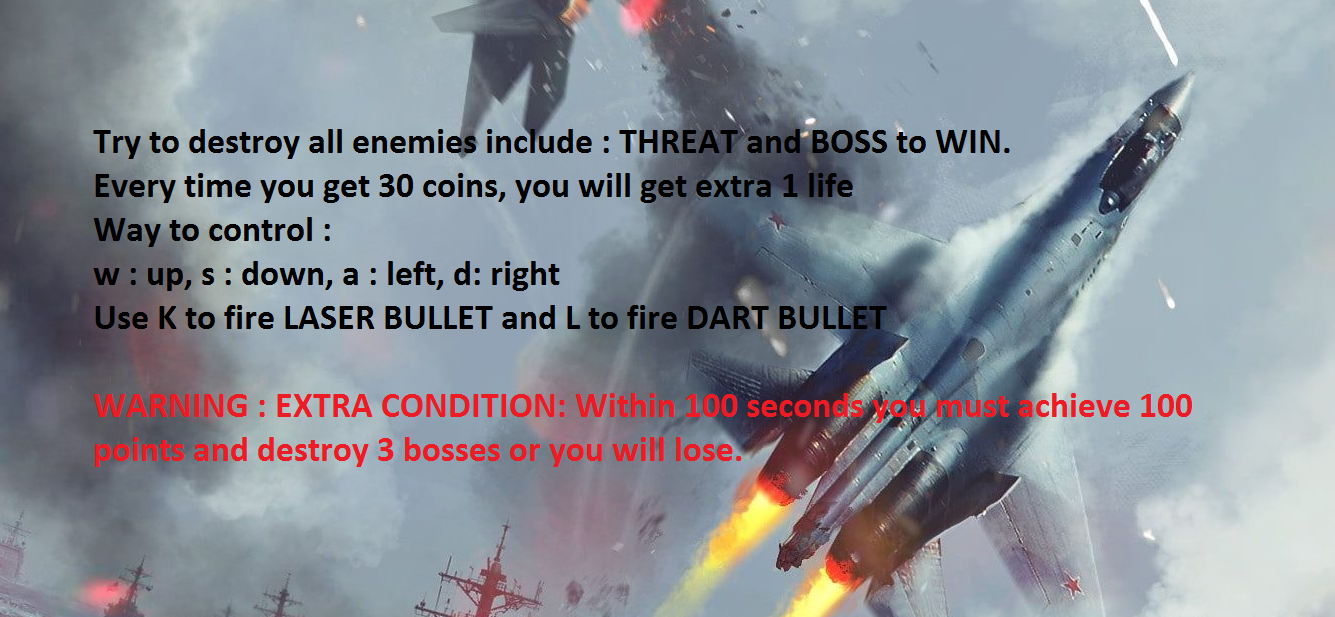 Try to destroy all enemies include : THREAT and BOSS to WIN.
Every time you get 30 coins, you will get extra 1 life
Way to control :
w : up, s : down, a : left, d: right
Use K to fire LASER BULLET and L to fire DART BULLET
WARNING : EXTRA CONDITION: Within 100 seconds you must achieve 100
points and destroy 3 bosses or you will lose.